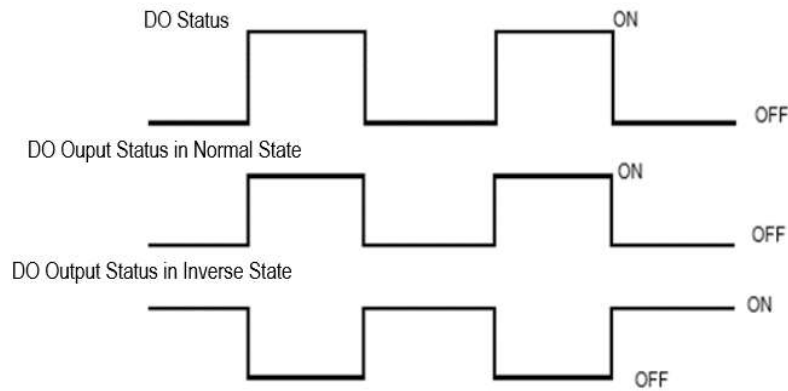 DO Status
ON
OFF
DO Ouput Status in Normal State
ON
OFF
DO Output Status in Inverse State
ON
OFF